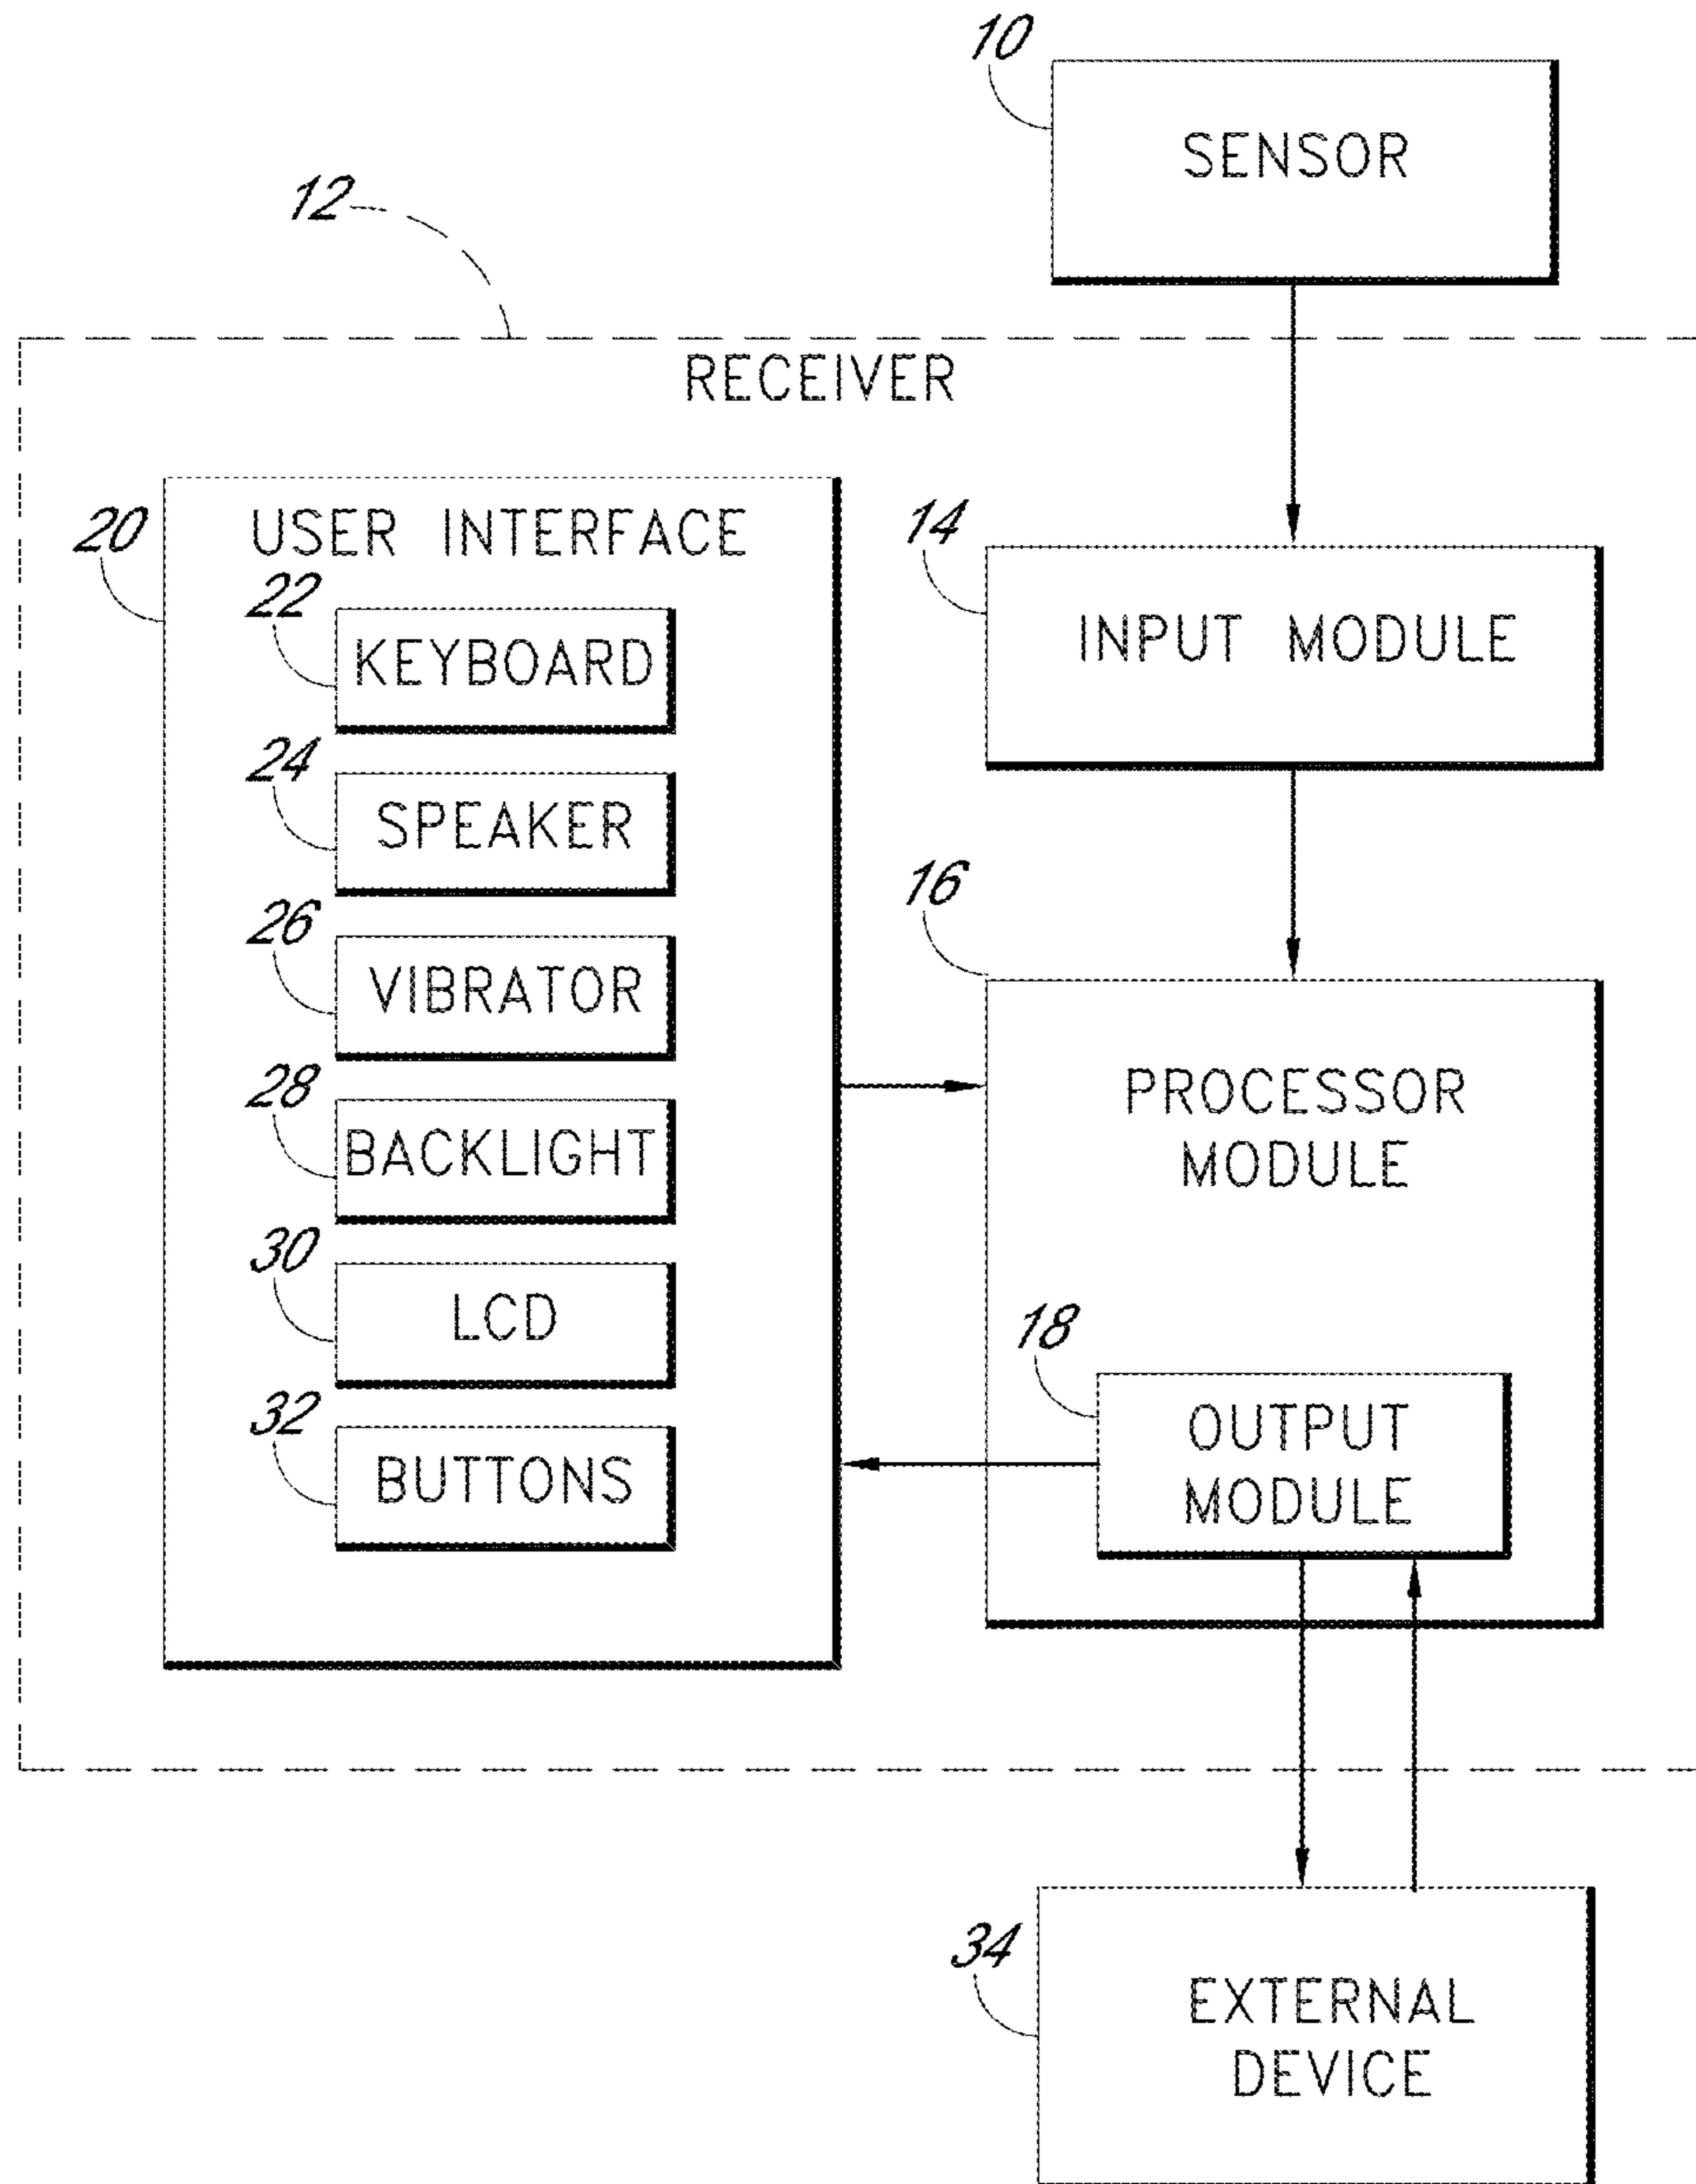 10
SENSOR
12
RECEIVER
20
USER INTERFACE
22
KEYBOARD
24
SPEAKER
26
VIBRATOR
28
BACKLIGHT
30
LCD
32
BUTTONS
14
INPUT MODULE
16
PROCESSOR
MODULE
18
OUTPUT
MODULE
34
EXTERNAL
DEVICE